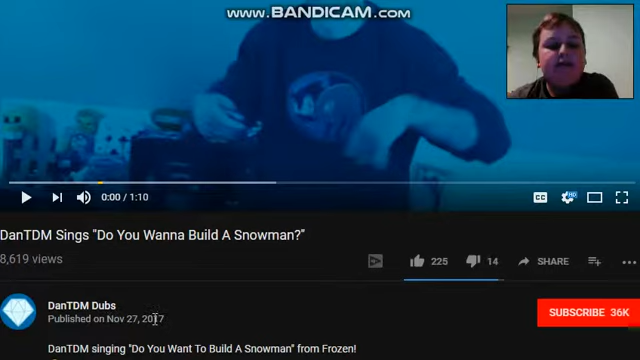 WWW.BANDICAM.COM
0:00 / 1:10
CC
HD
DanTDM Sings "Do You Wanna Build A Snowman?"
8,619 views
225
14
SHARE
DanTDM Dubs
Published on Nov 27, 2017
SUBSCRIBE 36K
DanTDM singing "Do You Want To Build A Snowman" from Frozen!